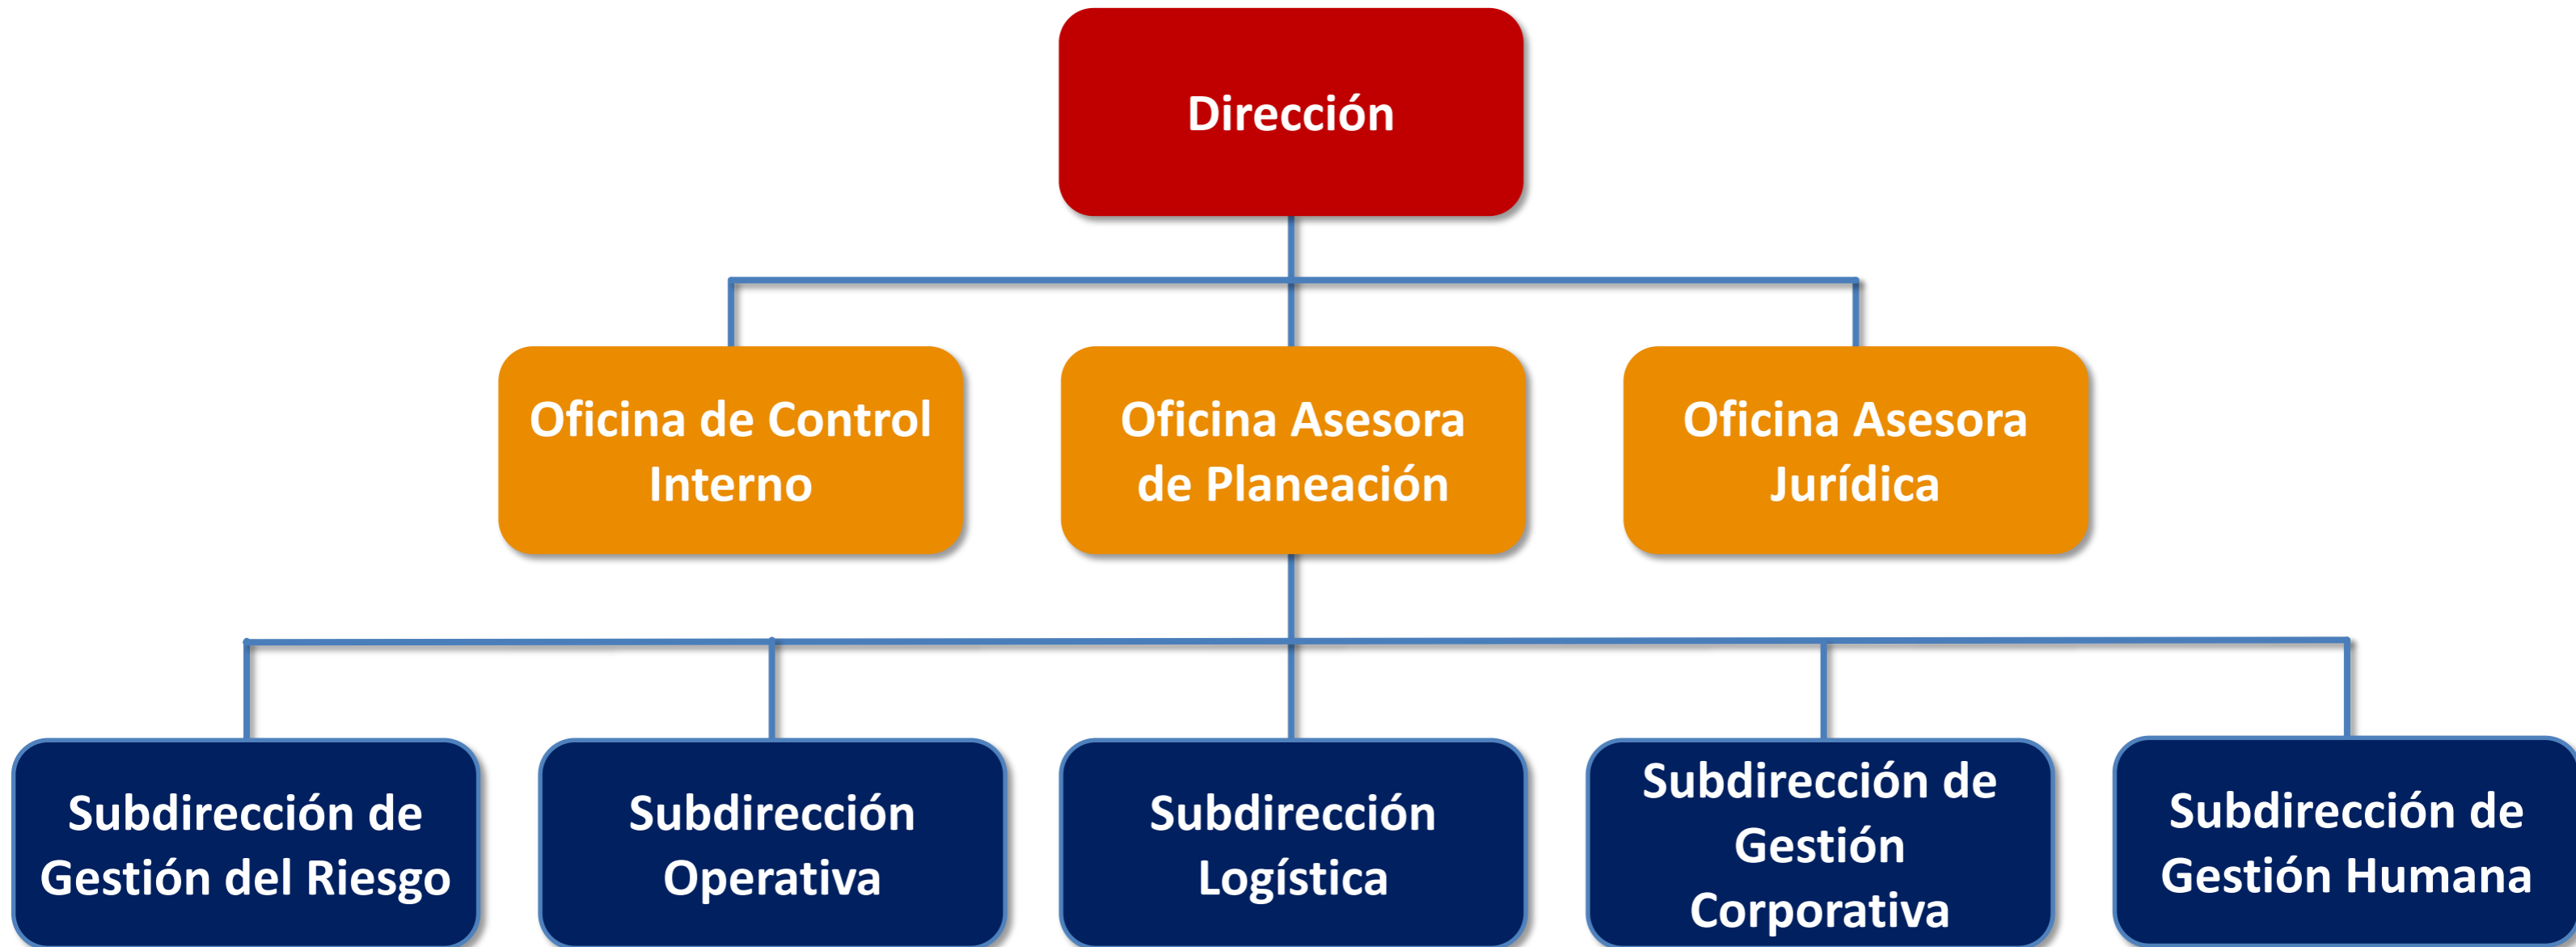 Dirección
Oficina de Control
Interno
Oficina Asesora
de Planeación
Oficina Asesora
Jurídica
Subdirección de
Gestión del Riesgo
Subdirección
Operativa
Subdirección
Logística
Subdirección de
Gestión
Corporativa
Subdirección de
Gestión Humana